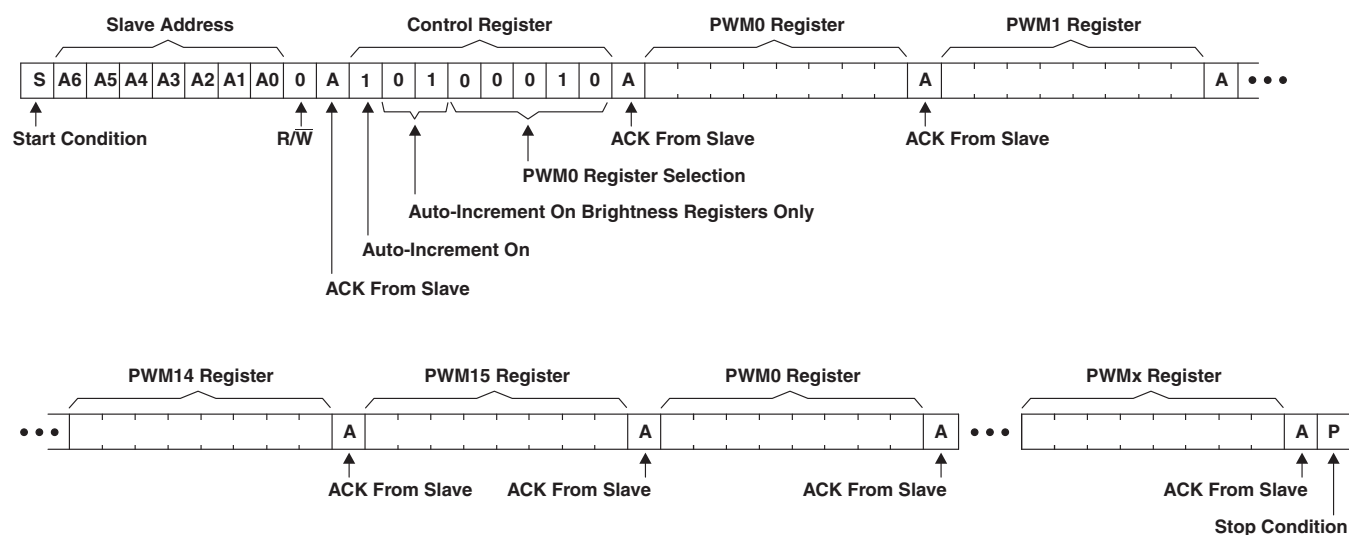 Slave Address Control Register PWM0 Register PWM1 Register
S A6 A5 A4 A3 A2 A1 A0 0 A 1 0 1 0 0 0 1 0 A A A •••
Start Condition R/W̅ ACK From Slave ACK From Slave
PWM0 Register Selection
Auto-Increment On Brightness Registers Only
Auto-Increment On
ACK From Slave
PWM14 Register PWM15 Register PWM0 Register PWMx Register
••• A A A ••• A P
ACK From Slave ACK From Slave ACK From Slave ACK From Slave
Stop Condition